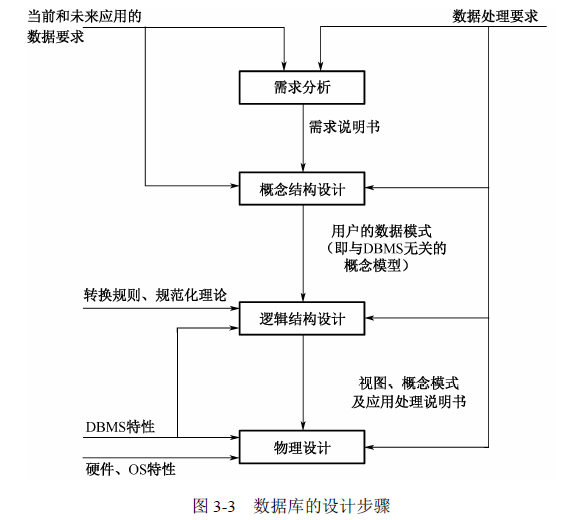 当前和未来应用的
数据要求
数据处理要求
需求分析
需求说明书
概念结构设计
用户的数据模式
（即与DBMS无关的
概念模型）
转换规则、规范化理论
逻辑结构设计
视图、概念模式
及应用处理说明书
DBMS特性
物理设计
硬件、OS特性
图 3-3 数据库的设计步骤